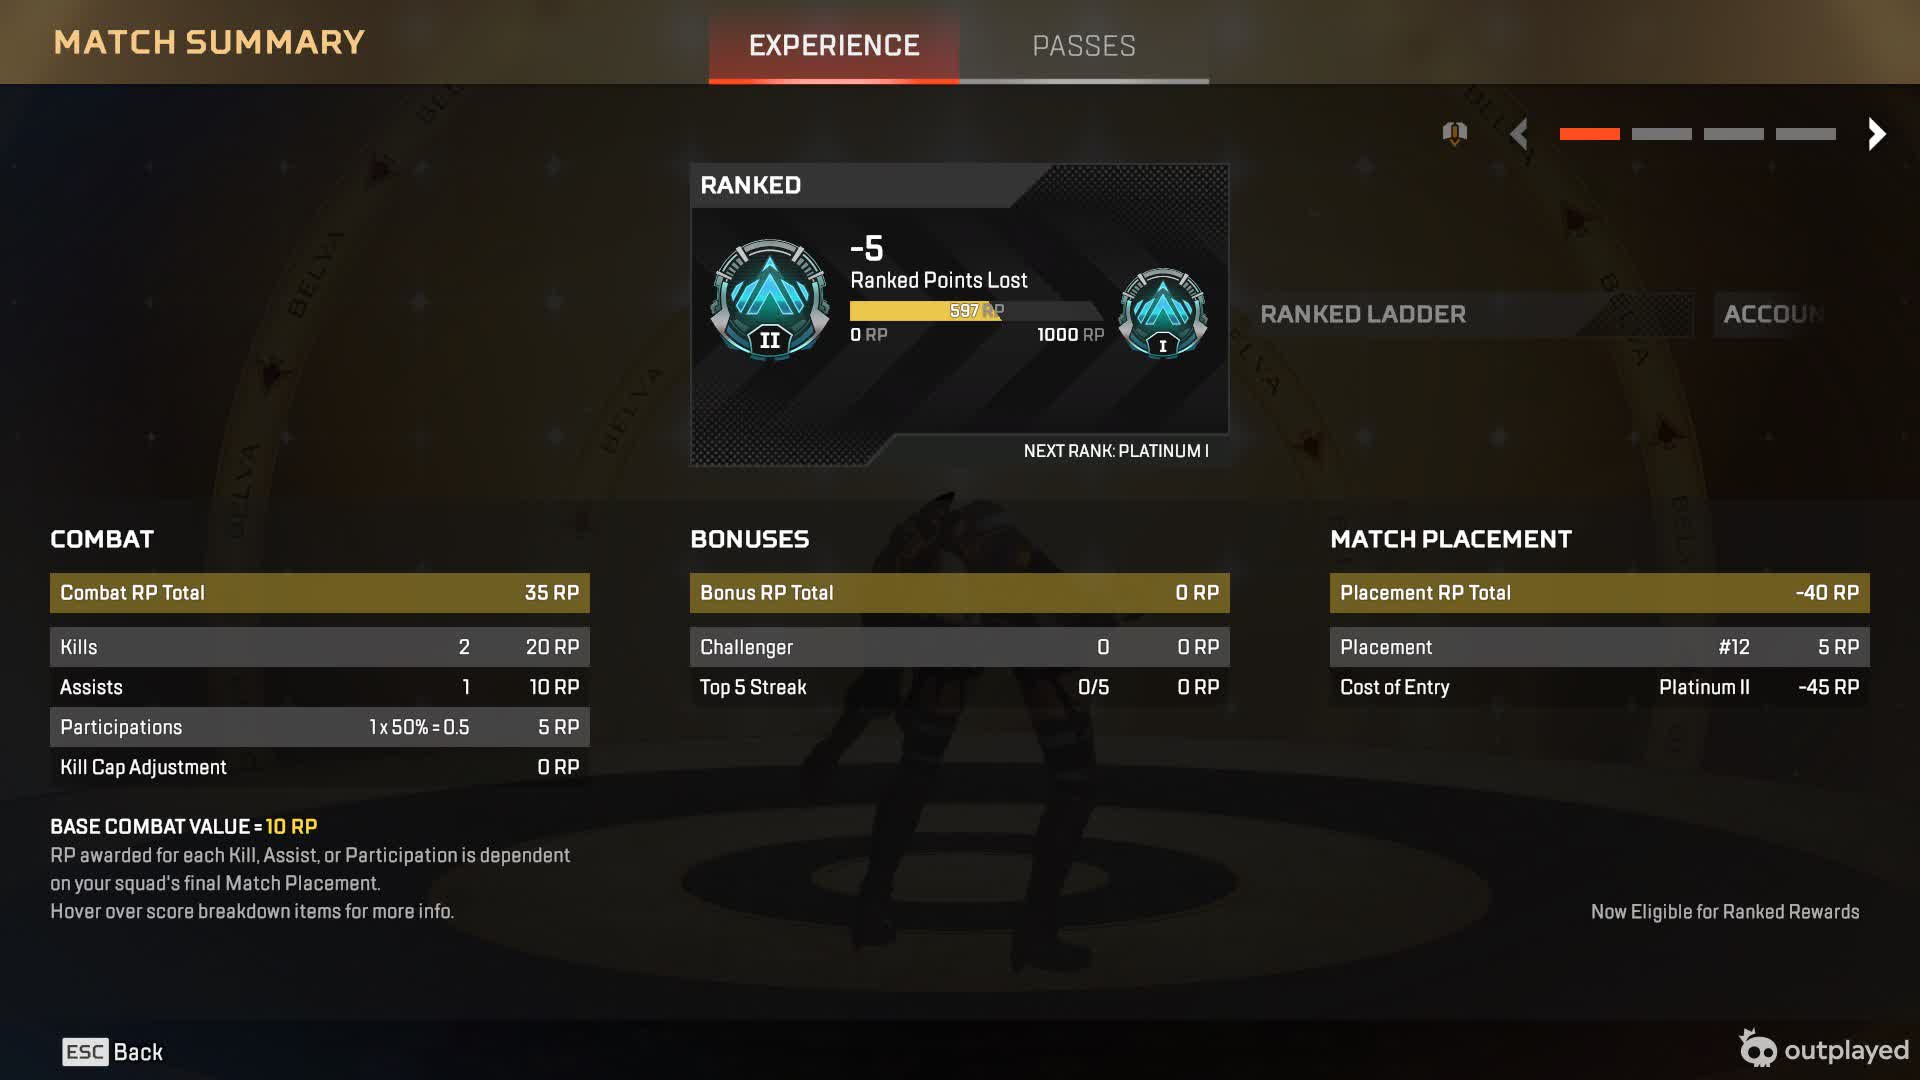 MATCH SUMMARY
EXPERIENCE
PASSES
RANKED
-5
Ranked Points Lost
597 RP
0 RP
1000 RP
II
I
NEXT RANK: PLATINUM I
RANKED LADDER
ACCOUN
COMBAT
Combat RP Total 35 RP
Kills 2 20 RP
Assists 1 10 RP
Participations 1 x 50% = 0.5 5 RP
Kill Cap Adjustment 0 RP
BASE COMBAT VALUE = 10 RP
RP awarded for each Kill, Assist, or Participation is dependent
on your squad's final Match Placement.
Hover over score breakdown items for more info.
BONUSES
Bonus RP Total 0 RP
Challenger 0 0 RP
Top 5 Streak 0/5 0 RP
MATCH PLACEMENT
Placement RP Total -40 RP
Placement #12 5 RP
Cost of Entry Platinum II -45 RP
Now Eligible for Ranked Rewards
BELVA
BELVA
BELVA
BELVA
ESC Back
outplayed